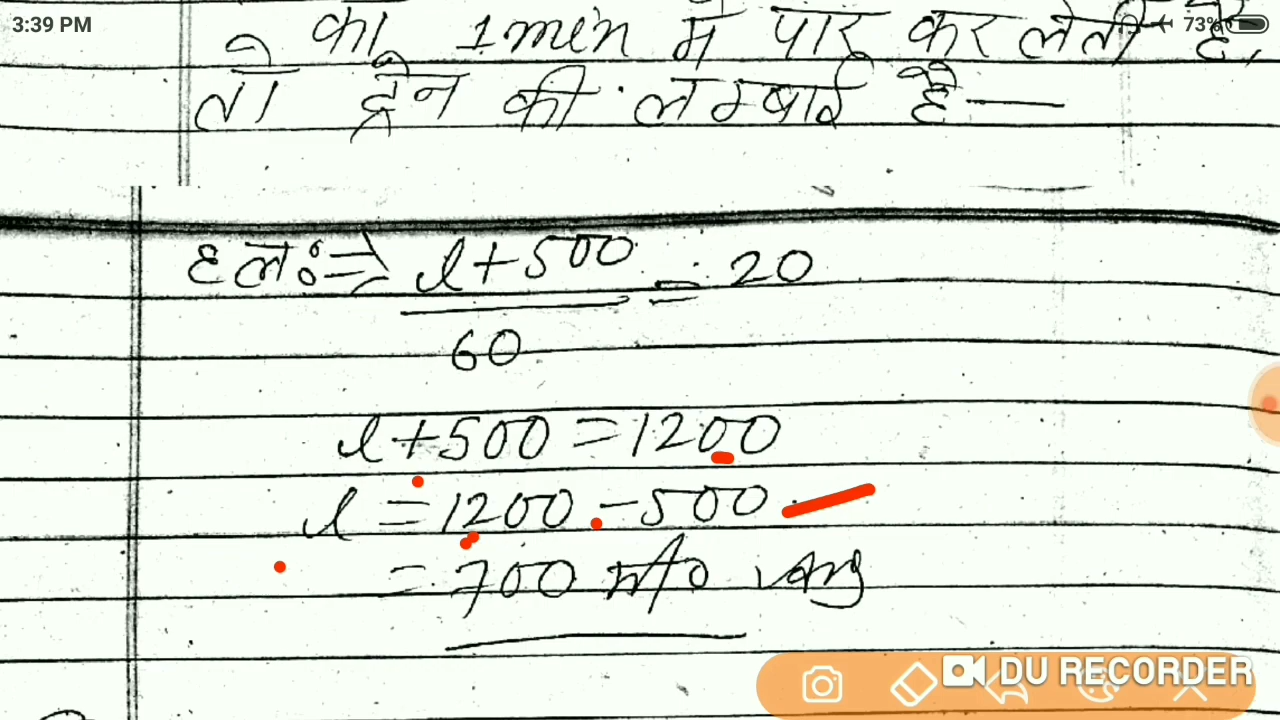 3:39 PM 73%
का 1min में पार कर लेती है,
तो ट्रेन की लम्बाई है—
हलः⇒ l+500 = 20
60
l+500=1200
l=1200-500
=700 मी० Ans
DU RECORDER